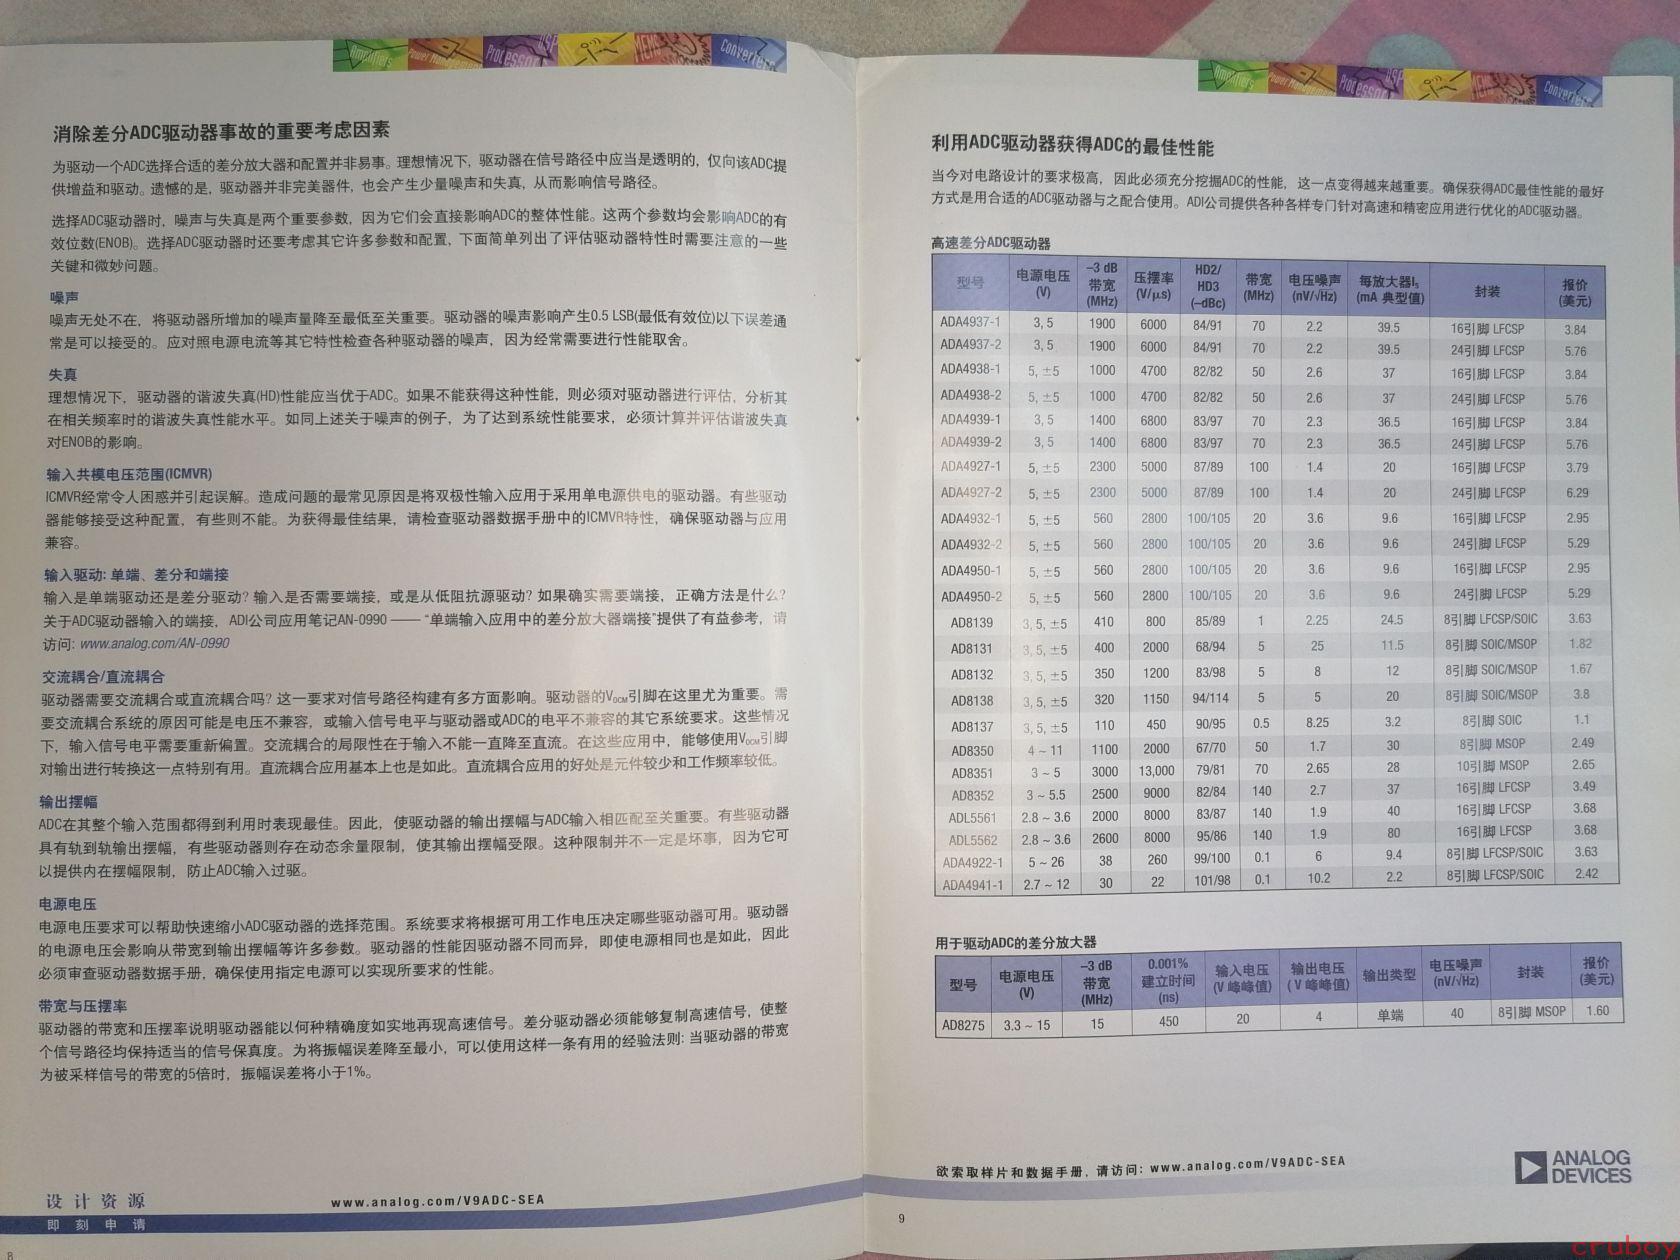 Amplifiers Power Management Processors DSP MEMS Converters
消除差分ADC驱动器事故的重要考虑因素
为驱动一个ADC选择合适的差分放大器和配置并非易事。理想情况下，驱动器在信号路径中应当是透明的，仅向该ADC提
供增益和驱动。遗憾的是，驱动器并非完美器件，也会产生少量噪声和失真，从而影响信号路径。
选择ADC驱动器时，噪声与失真是两个重要参数，因为它们会直接影响ADC的整体性能。这两个参数均会影响ADC的有
效位数(ENOB)。选择ADC驱动器时还要考虑其它许多参数和配置，下面简单列出了评估驱动器特性时需要注意的一些
关键和微妙问题。
噪声
噪声无处不在，将驱动器所增加的噪声量降至最低至关重要。驱动器的噪声影响产生0.5 LSB(最低有效位)以下误差通
常是可以接受的。应对照电源电流等其它特性检查各种驱动器的噪声，因为经常需要进行性能取舍。
失真
理想情况下，驱动器的谐波失真(HD)性能应当优于ADC。如果不能获得这种性能，则必须对驱动器进行评估，分析其
在相关频率时的谐波失真性能水平。如同上述关于噪声的例子，为了达到系统性能要求，必须计算并评估谐波失真
对ENOB的影响。
输入共模电压范围(ICMVR)
ICMVR经常令人困惑并引起误解。造成问题的最常见原因是将双极性输入应用于采用单电源供电的驱动器。有些驱动
器能够接受这种配置，有些则不能。为获得最佳结果，请检查驱动器数据手册中的ICMVR特性，确保驱动器与应用
兼容。
输入驱动: 单端、差分和端接
输入是单端驱动还是差分驱动? 输入是否需要端接，或是从低阻抗源驱动? 如果确实需要端接，正确方法是什么?
关于ADC驱动器输入的端接，ADI公司应用笔记AN-0990 —— “单端输入应用中的差分放大器端接”提供了有益参考，请
访问: www.analog.com/AN-0990
交流耦合/直流耦合
驱动器需要交流耦合或直流耦合吗? 这一要求对信号路径构建有多方面影响。驱动器的VOCM引脚在这里尤为重要。需
要交流耦合系统的原因可能是电压不兼容，或输入信号电平与驱动器或ADC的电平不兼容的其它系统要求。这些情况
下，输入信号电平需要重新偏置。交流耦合的局限性在于输入不能一直降至直流。在这些应用中，能够使用VOCM引脚
对输出进行转换这一点特别有用。直流耦合应用基本上也是如此。直流耦合应用的好处是元件较少和工作频率较低。
输出摆幅
ADC在其整个输入范围都得到利用时表现最佳。因此，使驱动器的输出摆幅与ADC输入相匹配至关重要。有些驱动器
具有轨到轨输出摆幅，有些驱动器则存在动态余量限制，使其输出摆幅受限。这种限制并不一定是坏事，因为它可
以提供内在摆幅限制，防止ADC输入过驱。
电源电压
电源电压要求可以帮助快速缩小ADC驱动器的选择范围。系统要求将根据可用工作电压决定哪些驱动器可用。驱动器
的电源电压会影响从带宽到输出摆幅等许多参数。驱动器的性能因驱动器不同而异，即使电源相同也是如此，因此
必须审查驱动器数据手册，确保使用指定电源可以实现所要求的性能。
带宽与压摆率
驱动器的带宽和压摆率说明驱动器能以何种精确度如实地再现高速信号。差分驱动器必须能够复制高速信号，使整
个信号路径均保持适当的信号保真度。为将振幅误差降至最小，可以使用这样一条有用的经验法则: 当驱动器的带宽
为被采样信号的带宽的5倍时，振幅误差将小于1%。
设计资源
即刻申请
www.analog.com/V9ADC-SEA
8
Amplifiers Power Management Processors DSP MEMS Converters
利用ADC驱动器获得ADC的最佳性能
当今对电路设计的要求极高，因此必须充分挖掘ADC的性能，这一点变得越来越重要。确保获得ADC最佳性能的最好
方式是用合适的ADC驱动器与之配合使用。ADI公司提供各种各样专门针对高速和精密应用进行优化的ADC驱动器。
高速差分ADC驱动器
型号 电源电压 (V) –3 dB 带宽 (MHz) 压摆率 (V/μs) HD2/ HD3 (–dBc) 带宽 (MHz) 电压噪声 (nV/√Hz) 每放大器IS (mA 典型值) 封装 报价 (美元)
ADA4937-1 3, 5 1900 6000 84/91 70 2.2 39.5 16引脚 LFCSP 3.84
ADA4937-2 3, 5 1900 6000 84/91 70 2.2 39.5 24引脚 LFCSP 5.76
ADA4938-1 5, ±5 1000 4700 82/82 50 2.6 37 16引脚 LFCSP 3.84
ADA4938-2 5, ±5 1000 4700 82/82 50 2.6 37 24引脚 LFCSP 5.76
ADA4939-1 3, 5 1400 6800 83/97 70 2.3 36.5 16引脚 LFCSP 3.84
ADA4939-2 3, 5 1400 6800 83/97 70 2.3 36.5 24引脚 LFCSP 5.76
ADA4927-1 5, ±5 2300 5000 87/89 100 1.4 20 16引脚 LFCSP 3.79
ADA4927-2 5, ±5 2300 5000 87/89 100 1.4 20 24引脚 LFCSP 6.29
ADA4932-1 5, ±5 560 2800 100/105 20 3.6 9.6 16引脚 LFCSP 2.95
ADA4932-2 5, ±5 560 2800 100/105 20 3.6 9.6 24引脚 LFCSP 5.29
ADA4950-1 5, ±5 560 2800 100/105 20 3.6 9.6 16引脚 LFCSP 2.95
ADA4950-2 5, ±5 560 2800 100/105 20 3.6 9.6 24引脚 LFCSP 5.29
AD8139 3, 5, ±5 410 800 85/89 1 2.25 24.5 8引脚 LFCSP/SOIC 3.63
AD8131 3, 5, ±5 400 2000 68/94 5 25 11.5 8引脚 SOIC/MSOP 1.82
AD8132 3, 5, ±5 350 1200 83/98 5 8 12 8引脚 SOIC/MSOP 1.67
AD8138 3, 5, ±5 320 1150 94/114 5 5 20 8引脚 SOIC/MSOP 3.8
AD8137 3, 5, ±5 110 450 90/95 0.5 8.25 3.2 8引脚 SOIC 1.1
AD8350 4 ~ 11 1100 2000 67/70 50 1.7 30 8引脚 MSOP 2.49
AD8351 3 ~ 5 3000 13,000 79/81 70 2.65 28 10引脚 MSOP 2.65
AD8352 3 ~ 5.5 2500 9000 82/84 140 2.7 37 16引脚 LFCSP 3.49
ADL5561 2.8 ~ 3.6 2000 8000 83/87 140 1.9 40 16引脚 LFCSP 3.68
ADL5562 2.8 ~ 3.6 2600 8000 95/86 140 1.9 80 16引脚 LFCSP 3.68
ADA4922-1 5 ~ 26 38 260 99/100 0.1 6 9.4 8引脚 LFCSP/SOIC 3.63
ADA4941-1 2.7 ~ 12 30 22 101/98 0.1 10.2 2.2 8引脚 LFCSP/SOIC 2.42
用于驱动ADC的差分放大器
型号 电源电压 (V) –3 dB 带宽 (MHz) 0.001% 建立时间 (ns) 输入电压 (V 峰峰值) 输出电压 (V 峰峰值) 输出类型 电压噪声 (nV/√Hz) 封装 报价 (美元)
AD8275 3.3 ~ 15 15 450 20 4 单端 40 8引脚 MSOP 1.60
欲索取样片和数据手册，请访问: www.analog.com/V9ADC-SEA
ANALOG
DEVICES
9
cruboy